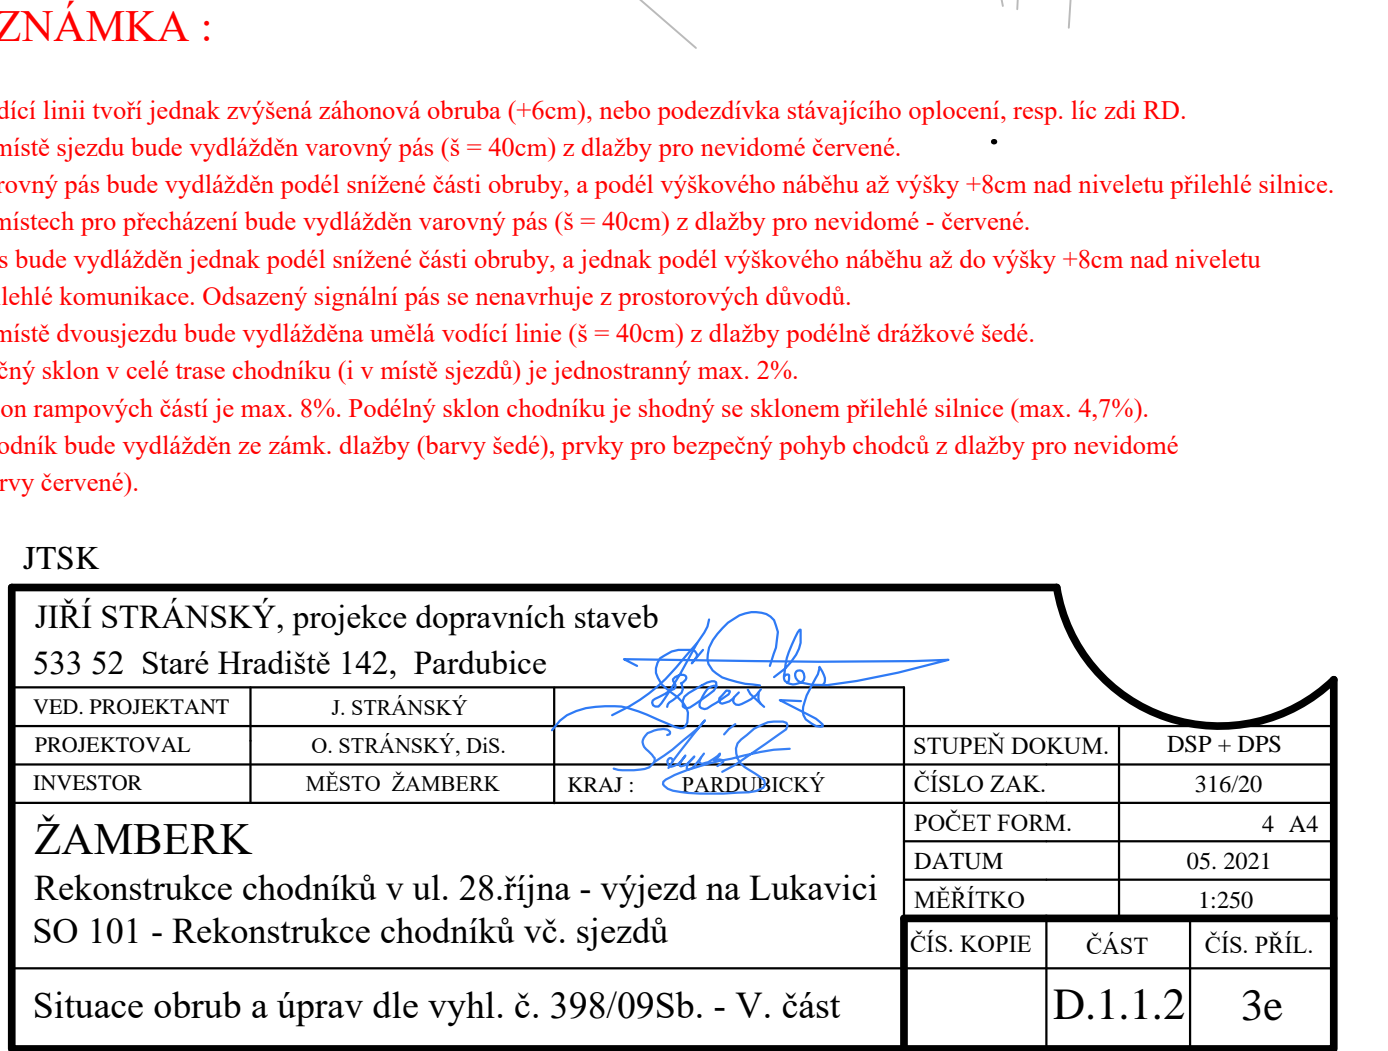 ZNÁMKA :
dící linii tvoří jednak zvýšená záhonová obruba (+6cm), nebo podezdívka stávajícího oplocení, resp. líc zdi RD.
místě sjezdu bude vydlážděn varovný pás (š = 40cm) z dlažby pro nevidomé červené.
rovný pás bude vydlážděn podél snížené části obruby, a podél výškového náběhu až výšky +8cm nad niveletu přilehlé silnice.
místech pro přecházení bude vydlážděn varovný pás (š = 40cm) z dlažby pro nevidomé - červené.
s bude vydlážděn jednak podél snížené části obruby, a jednak podél výškového náběhu až do výšky +8cm nad niveletu
ilehlé komunikace. Odsazený signální pás se nenavrhuje z prostorových důvodů.
místě dvousjezdu bude vydlážděna umělá vodící linie (š = 40cm) z dlažby podélně drážkové šedé.
čný sklon v celé trase chodníku (i v místě sjezdů) je jednostranný max. 2%.
on rampových částí je max. 8%. Podélný sklon chodníku je shodný se sklonem přilehlé silnice (max. 4,7%).
odník bude vydlážděn ze zámk. dlažby (barvy šedé), prvky pro bezpečný pohyb chodců z dlažby pro nevidomé
rvy červené).
JTSK
JIŘÍ STRÁNSKÝ, projekce dopravních staveb
533 52 Staré Hradiště 142, Pardubice
VED. PROJEKTANT J. STRÁNSKÝ
PROJEKTOVAL O. STRÁNSKÝ, DiS.
INVESTOR MĚSTO ŽAMBERK KRAJ : PARDUBICKÝ
STUPEŇ DOKUM. DSP + DPS
ČÍSLO ZAK. 316/20
POČET FORM. 4 A4
DATUM 05. 2021
MĚŘÍTKO 1:250
ŽAMBERK
Rekonstrukce chodníků v ul. 28.října - výjezd na Lukavici
SO 101 - Rekonstrukce chodníků vč. sjezdů
ČÍS. KOPIE ČÁST ČÍS. PŘÍL.
Situace obrub a úprav dle vyhl. č. 398/09Sb. - V. část
D.1.1.2 3e